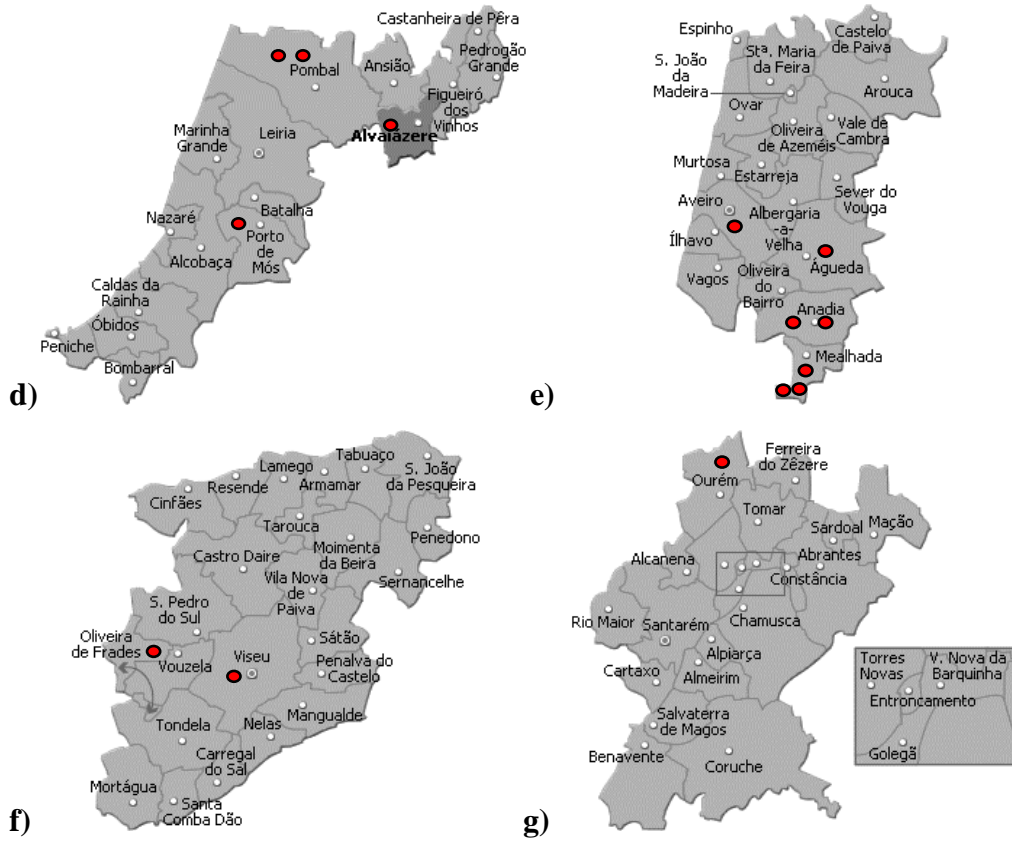 Castanheira de Pêra
Pedrogão
Grande
Ansião
Pombal
Figueiró
dos
Vinhos
Alvaiázere
Marinha
Grande
Leiria
Batalha
Nazaré
Porto
de
Mós
Alcobaça
Caldas da
Rainha
Óbidos
Peniche
Bombarral
d)
Espinho
Castelo
de Paiva
Stª. Maria
da Feira
S. João
da
Madeira
Arouca
Ovar
Oliveira
de Azeméis
Vale de
Cambra
Murtosa
Estarreja
Sever do
Vouga
Aveiro
Albergaria
-a-
Velha
Ílhavo
Águeda
Vagos
Oliveira
do
Bairro
Anadia
Mealhada
e)
Tabuaço
Lamego
S. João
da Pesqueira
Resende
Armamar
Cinfães
Tarouca
Penedono
Castro Daire
Moimenta
da Beira
Sernancelhe
Vila Nova
de
Paiva
S. Pedro
do Sul
Oliveira
de Frades
Sátão
Vouzela
Viseu
Penalva do
Castelo
Mangualde
Tondela
Nelas
Carregal
do Sal
Mortágua
Santa
Comba Dão
f)
Ferreira
do Zêzere
Ourém
Tomar
Sardoal
Mação
Abrantes
Alcanena
Constância
Rio Maior
Chamusca
Santarém
Alpiarça
Cartaxo
Almeirim
Salvaterra
de Magos
Benavente
Coruche
Torres
Novas
V. Nova da
Barquinha
Entroncamento
Golegã
g)